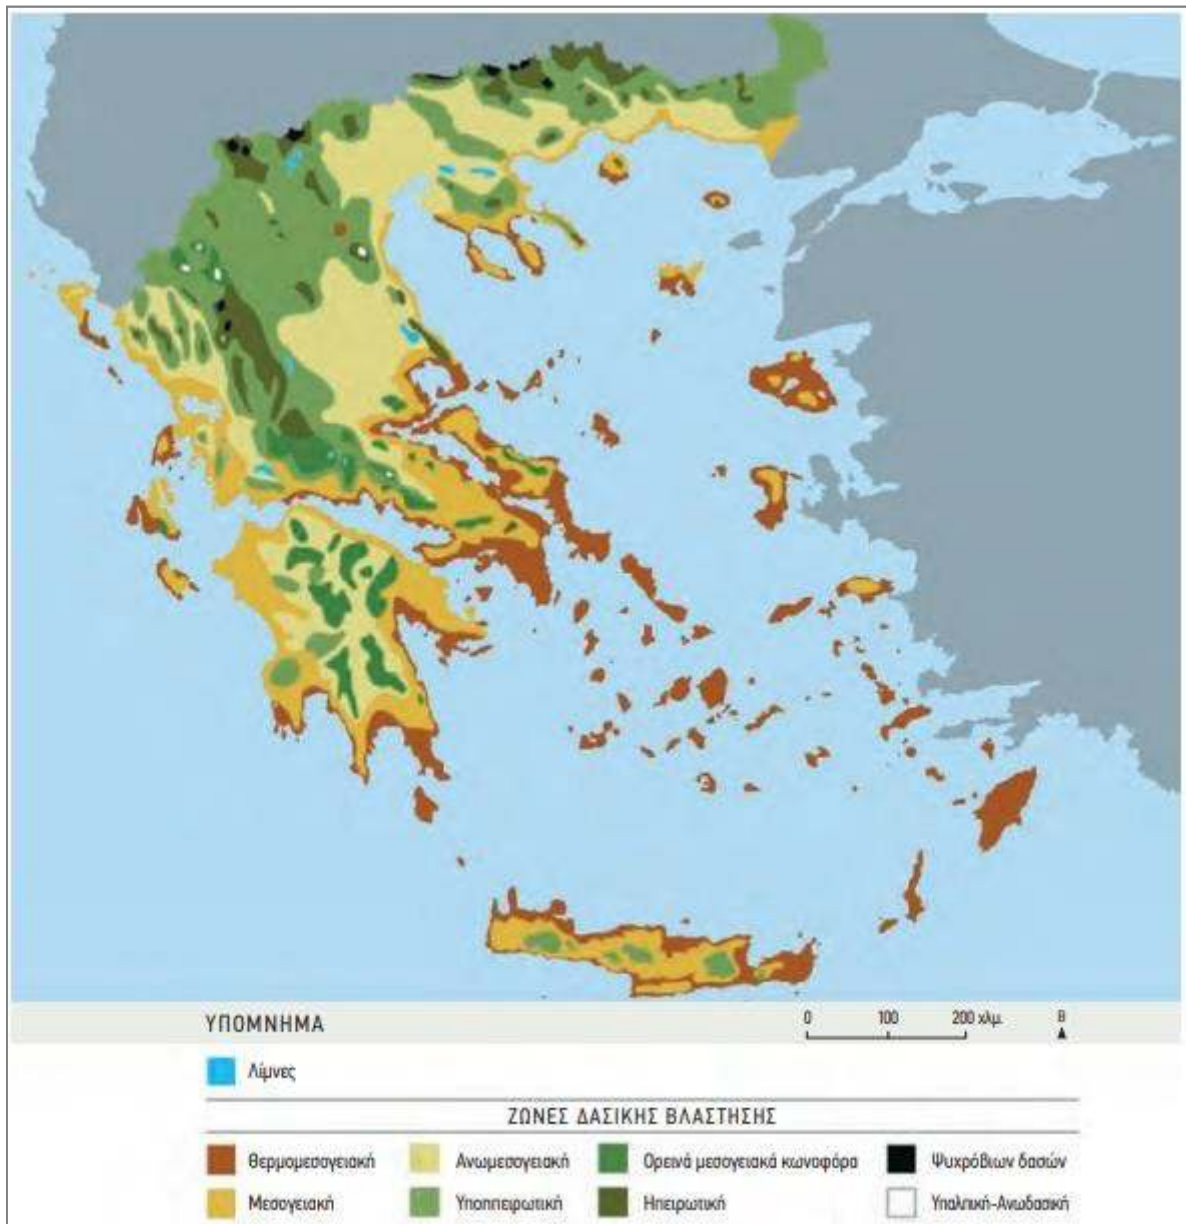 ΥΠΟΜΝΗΜΑ
0 100 200 χλμ.
Β
Λίμνες
ΖΩΝΕΣ ΔΑΣΙΚΗΣ ΒΛΑΣΤΗΣΗΣ
Θερμομεσογειακή Ανωμεσογειακή Ορεινά μεσογειακά κωνοφόρα Ψυχρόβιων δασών
Μεσογειακή Υποηπειρωτική Ηπειρωτική Υπαλπική-Ανωδασική